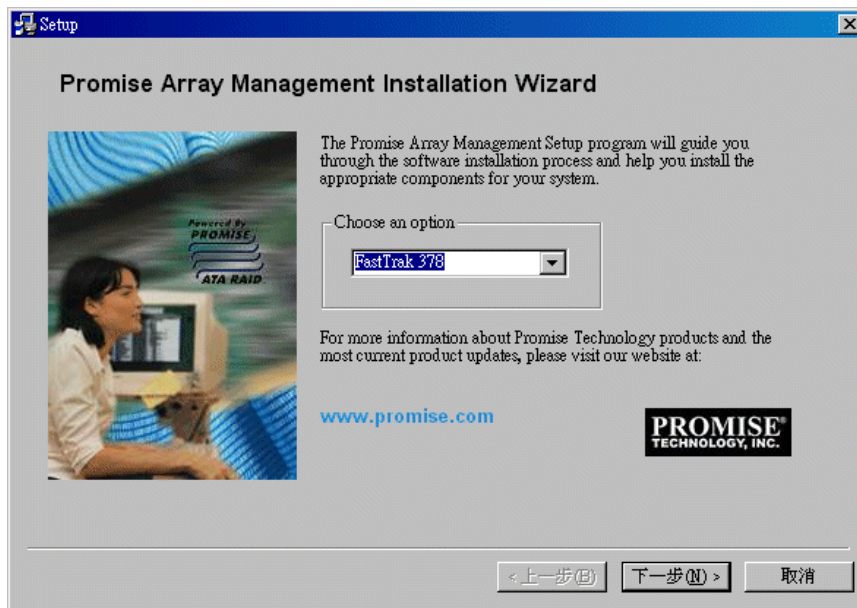 Setup
Promise Array Management Installation Wizard
The Promise Array Management Setup program will guide you
through the software installation process and help you install the
appropriate components for your system.
Powered By
PROMISE
ATA RAID
Choose an option
FastTrak 378
For more information about Promise Technology products and the
most current product updates, please visit our website at:
www.promise.com
PROMISE®
TECHNOLOGY, INC.
<上一步(B)
下一步(N) >
取消